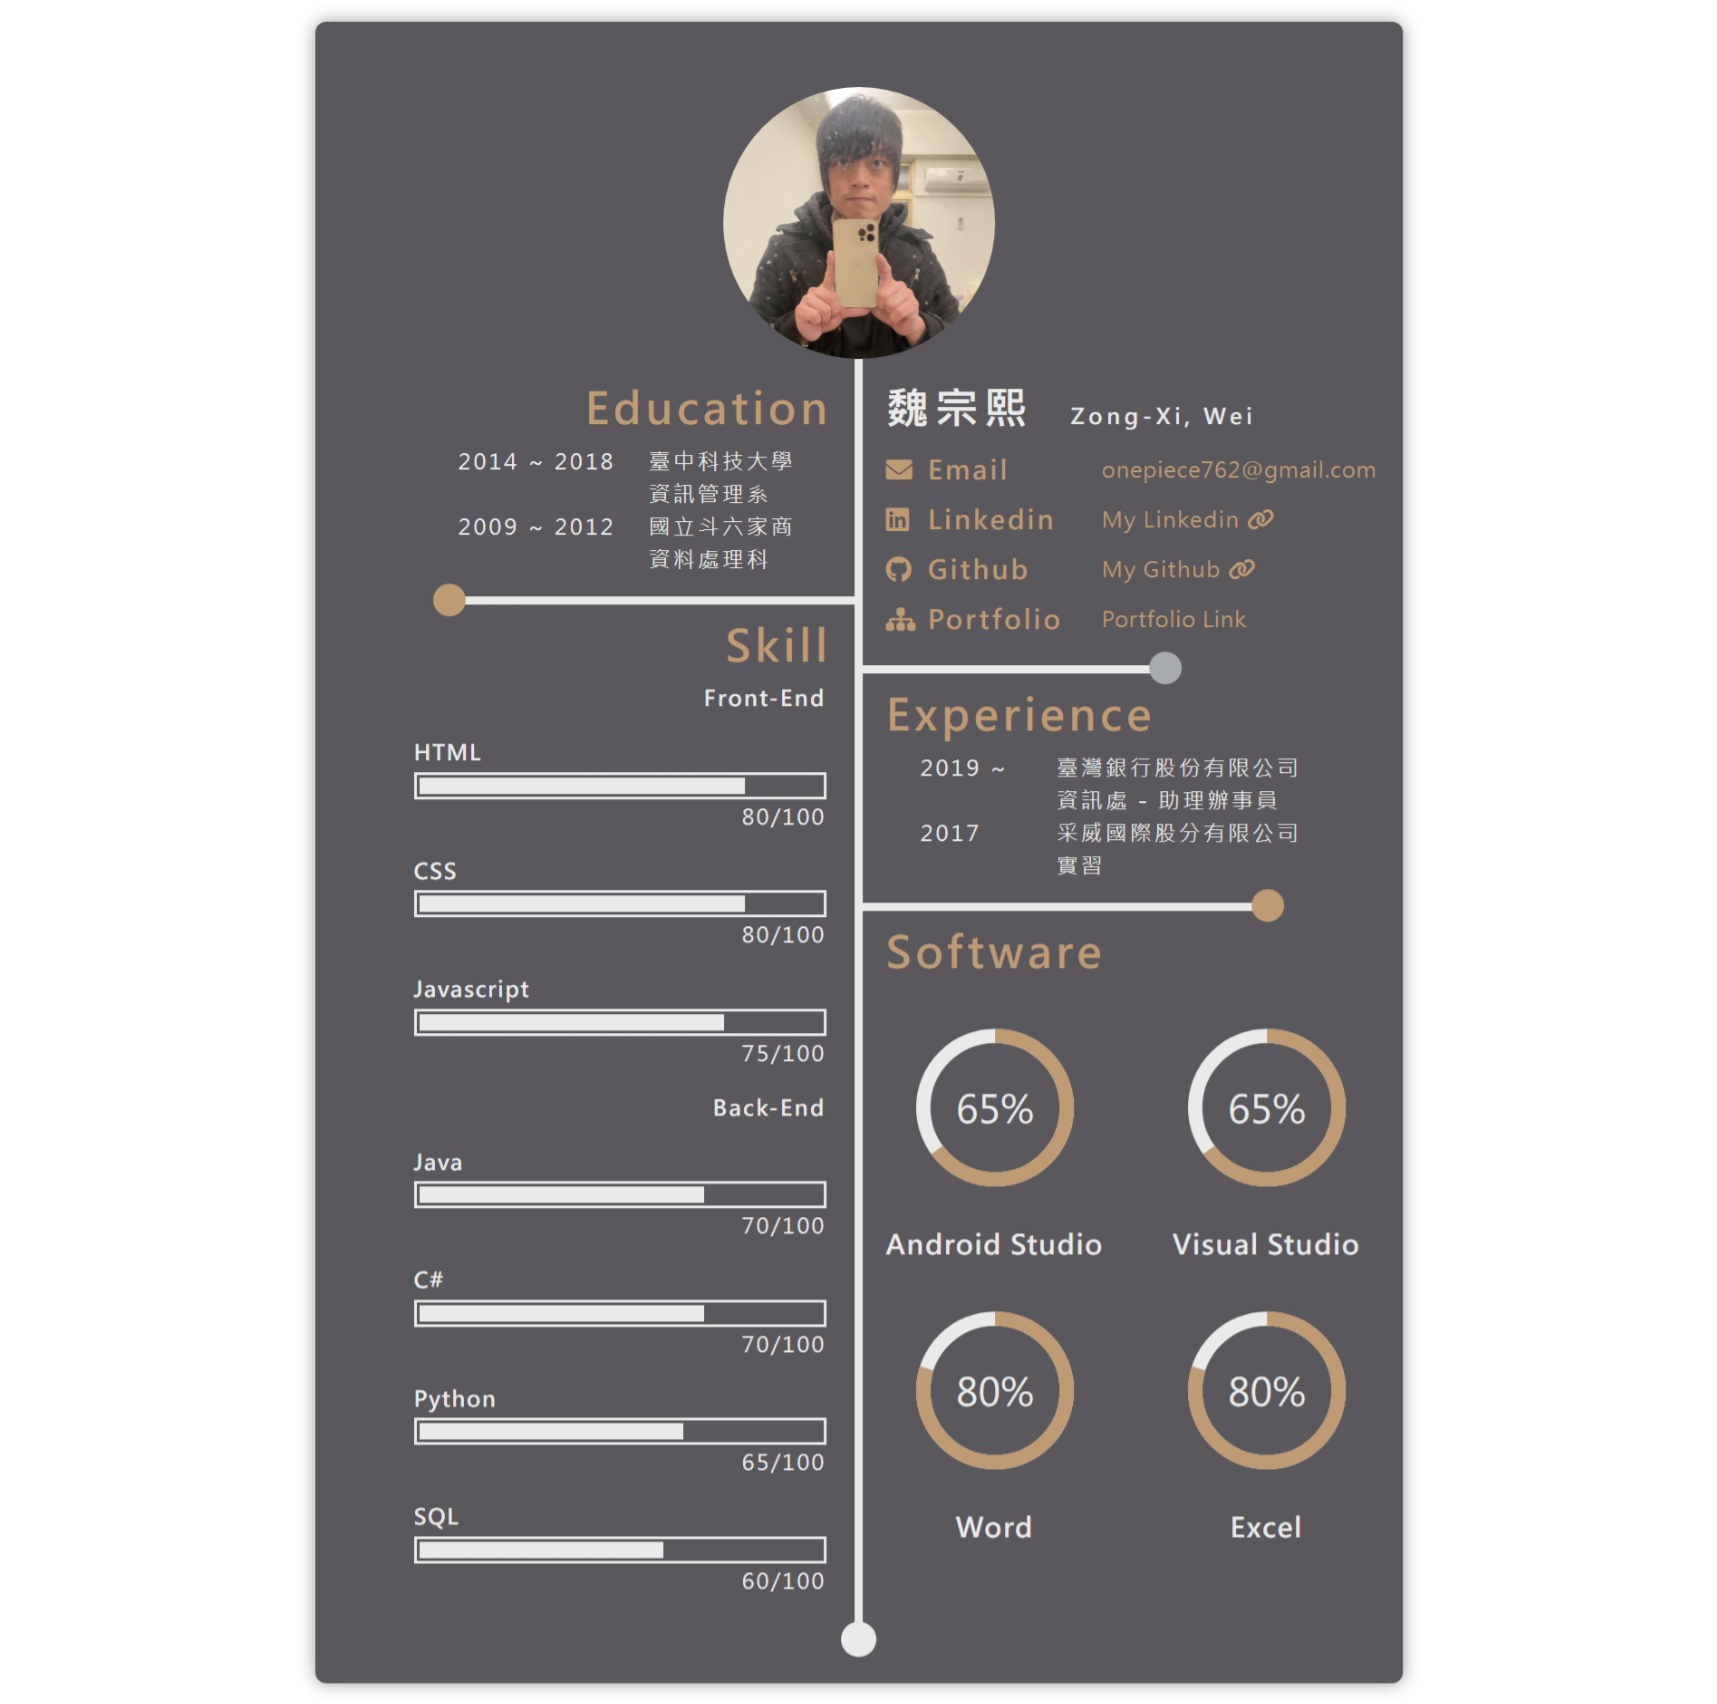 Education
2014 ~ 2018 臺中科技大學
資訊管理系
2009 ~ 2012 國立斗六家商
資料處理科
Skill
Front-End
HTML
80/100
CSS
80/100
Javascript
75/100
Back-End
Java
70/100
C#
70/100
Python
65/100
SQL
60/100
魏宗熙 Zong-Xi, Wei
Email onepiece762@gmail.com
Linkedin My Linkedin
Github My Github
Portfolio Portfolio Link
Experience
2019 ~ 臺灣銀行股份有限公司
資訊處 - 助理辦事員
2017 采威國際股分有限公司
實習
Software
65% 65%
Android Studio Visual Studio
80% 80%
Word Excel